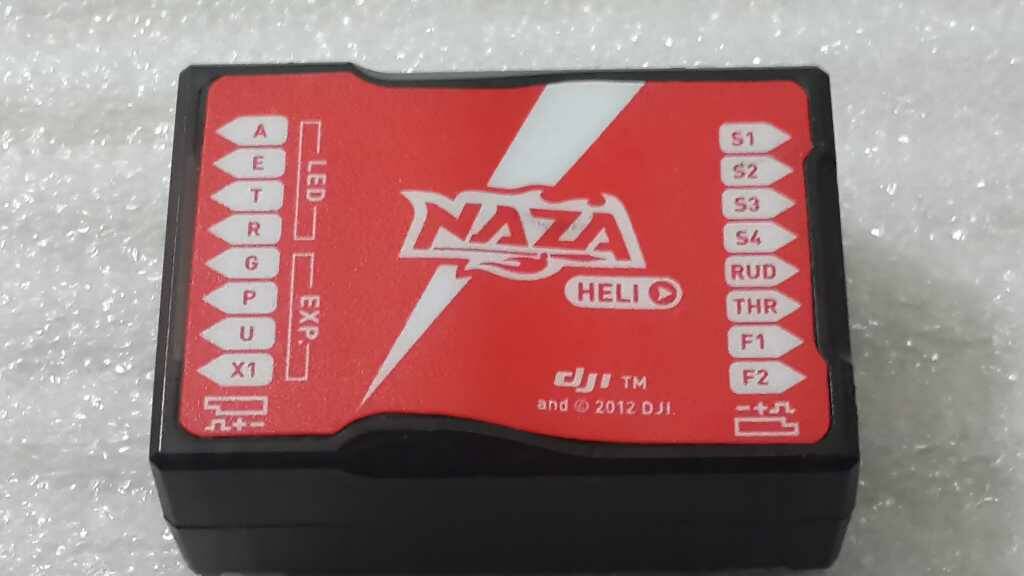 A
E
T
R
G
P
U
X1
LED
EXP.
NAZA
HELI
dji TM
and © 2012 DJI.
S1
S2
S3
S4
RUD
THR
F1
F2